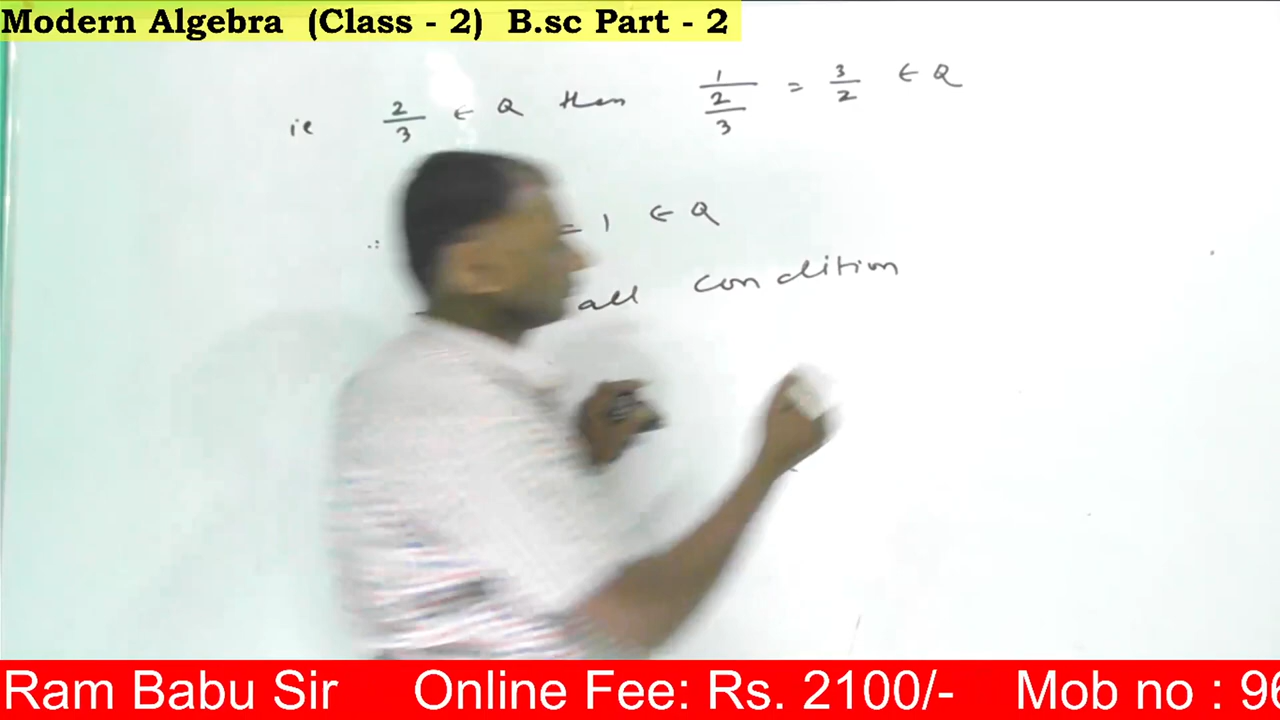 Modern Algebra (Class - 2) B.sc Part - 2
ie 2/3 ∈ Q then 1/(2/3) = 3/2 ∈ Q
∴ = 1 ∈ Q
all condition
Ram Babu Sir Online Fee: Rs. 2100/- Mob no : 96